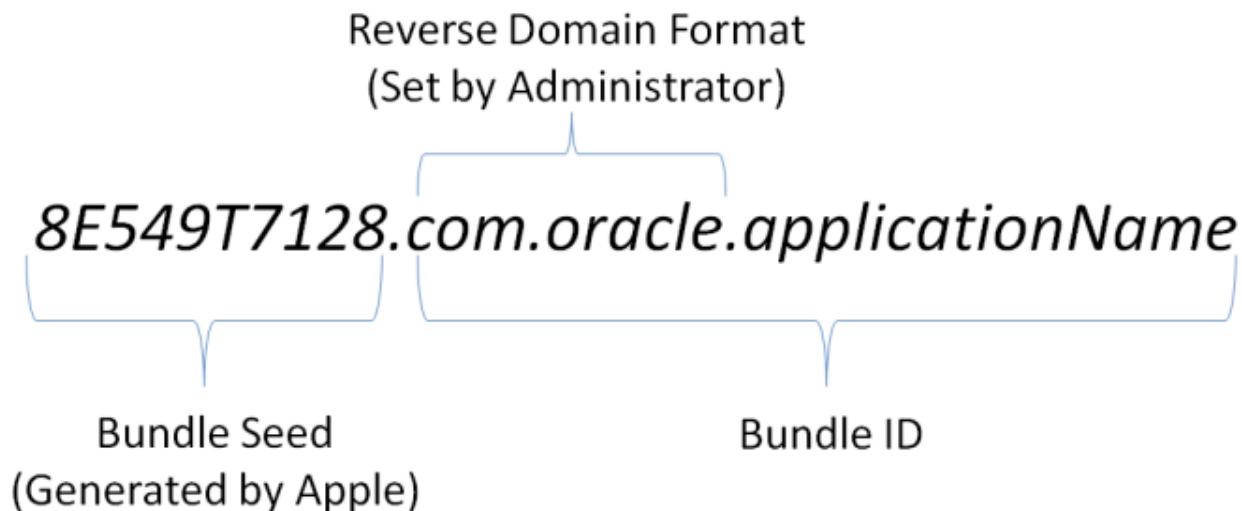 Reverse Domain Format
(Set by Administrator)
8E549T7128.com.oracle.applicationName
Bundle Seed
(Generated by Apple)
Bundle ID